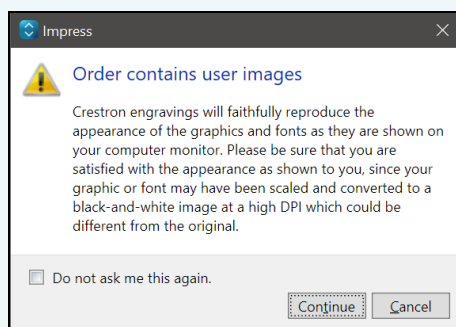 Impress
Order contains user images
Crestron engravings will faithfully reproduce the
appearance of the graphics and fonts as they are shown on
your computer monitor. Please be sure that you are
satisfied with the appearance as shown to you, since your
graphic or font may have been scaled and converted to a
black-and-white image at a high DPI which could be
different from the original.
Do not ask me this again.
Continue
Cancel